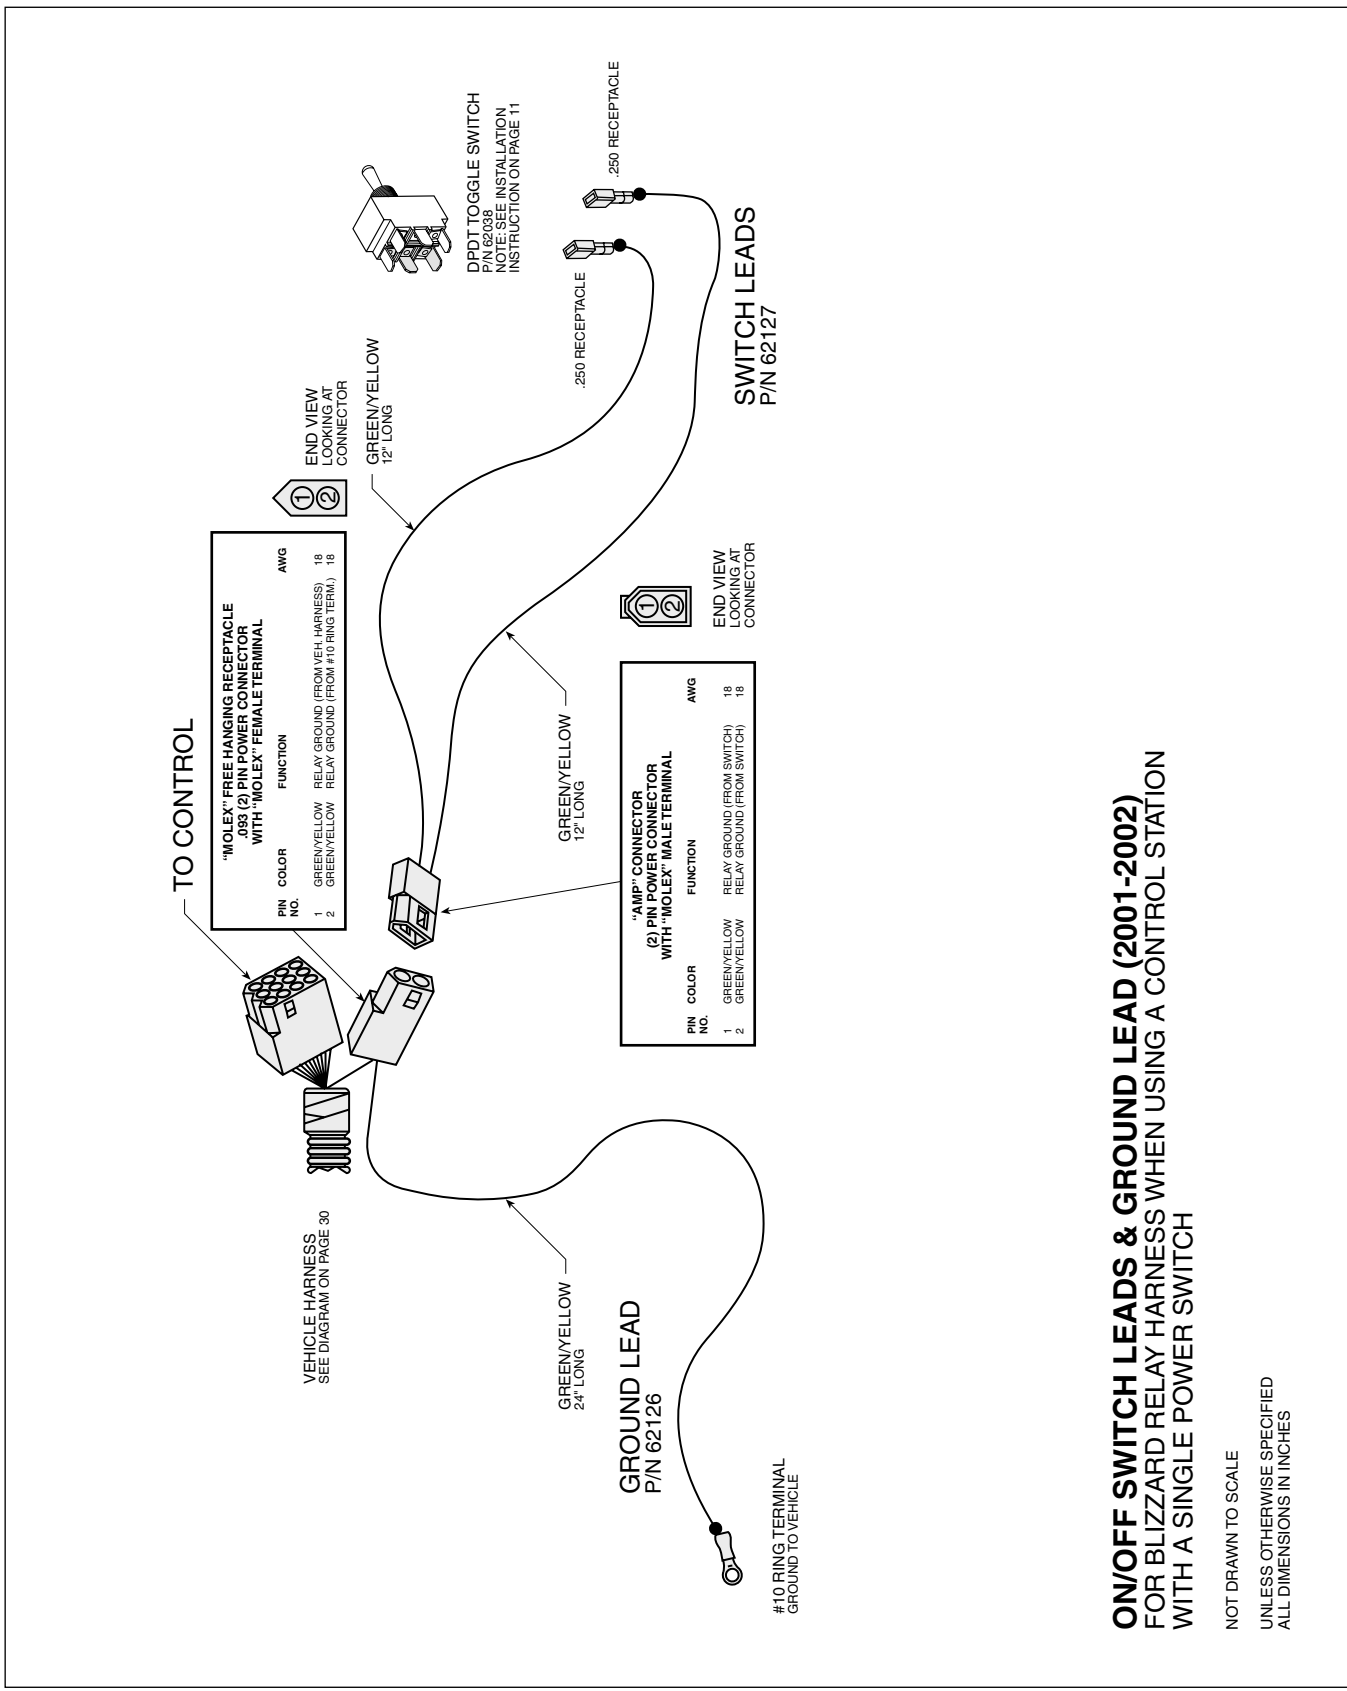 TO CONTROL
"MOLEX" FREE HANGING RECEPTACLE
.093 (2) PIN POWER CONNECTOR
WITH "MOLEX" FEMALE TERMINAL
PIN NO. COLOR FUNCTION AWG
1 GREEN/YELLOW RELAY GROUND (FROM VEH. HARNESS) 18
2 GREEN/YELLOW RELAY GROUND (FROM #10 RING TERM.) 18
1
2
END VIEW
LOOKING AT
CONNECTOR
GREEN/YELLOW
12" LONG
DPDT TOGGLE SWITCH
P/N 62038
NOTE: SEE INSTALLATION
INSTRUCTION ON PAGE 11
.250 RECEPTACLE
.250 RECEPTACLE
SWITCH LEADS
P/N 62127
VEHICLE HARNESS
SEE DIAGRAM ON PAGE 30
GREEN/YELLOW
12" LONG
"AMP" CONNECTOR
(2) PIN POWER CONNECTOR
WITH "MOLEX" MALE TERMINAL
PIN NO. COLOR FUNCTION AWG
1 GREEN/YELLOW RELAY GROUND (FROM SWITCH) 18
2 GREEN/YELLOW RELAY GROUND (FROM SWITCH) 18
1
2
END VIEW
LOOKING AT
CONNECTOR
GREEN/YELLOW
24" LONG
GROUND LEAD
P/N 62126
#10 RING TERMINAL
GROUND TO VEHICLE
ON/OFF SWITCH LEADS & GROUND LEAD (2001-2002)
FOR BLIZZARD RELAY HARNESS WHEN USING A CONTROL STATION
WITH A SINGLE POWER SWITCH
NOT DRAWN TO SCALE
UNLESS OTHERWISE SPECIFIED
ALL DIMENSIONS IN INCHES